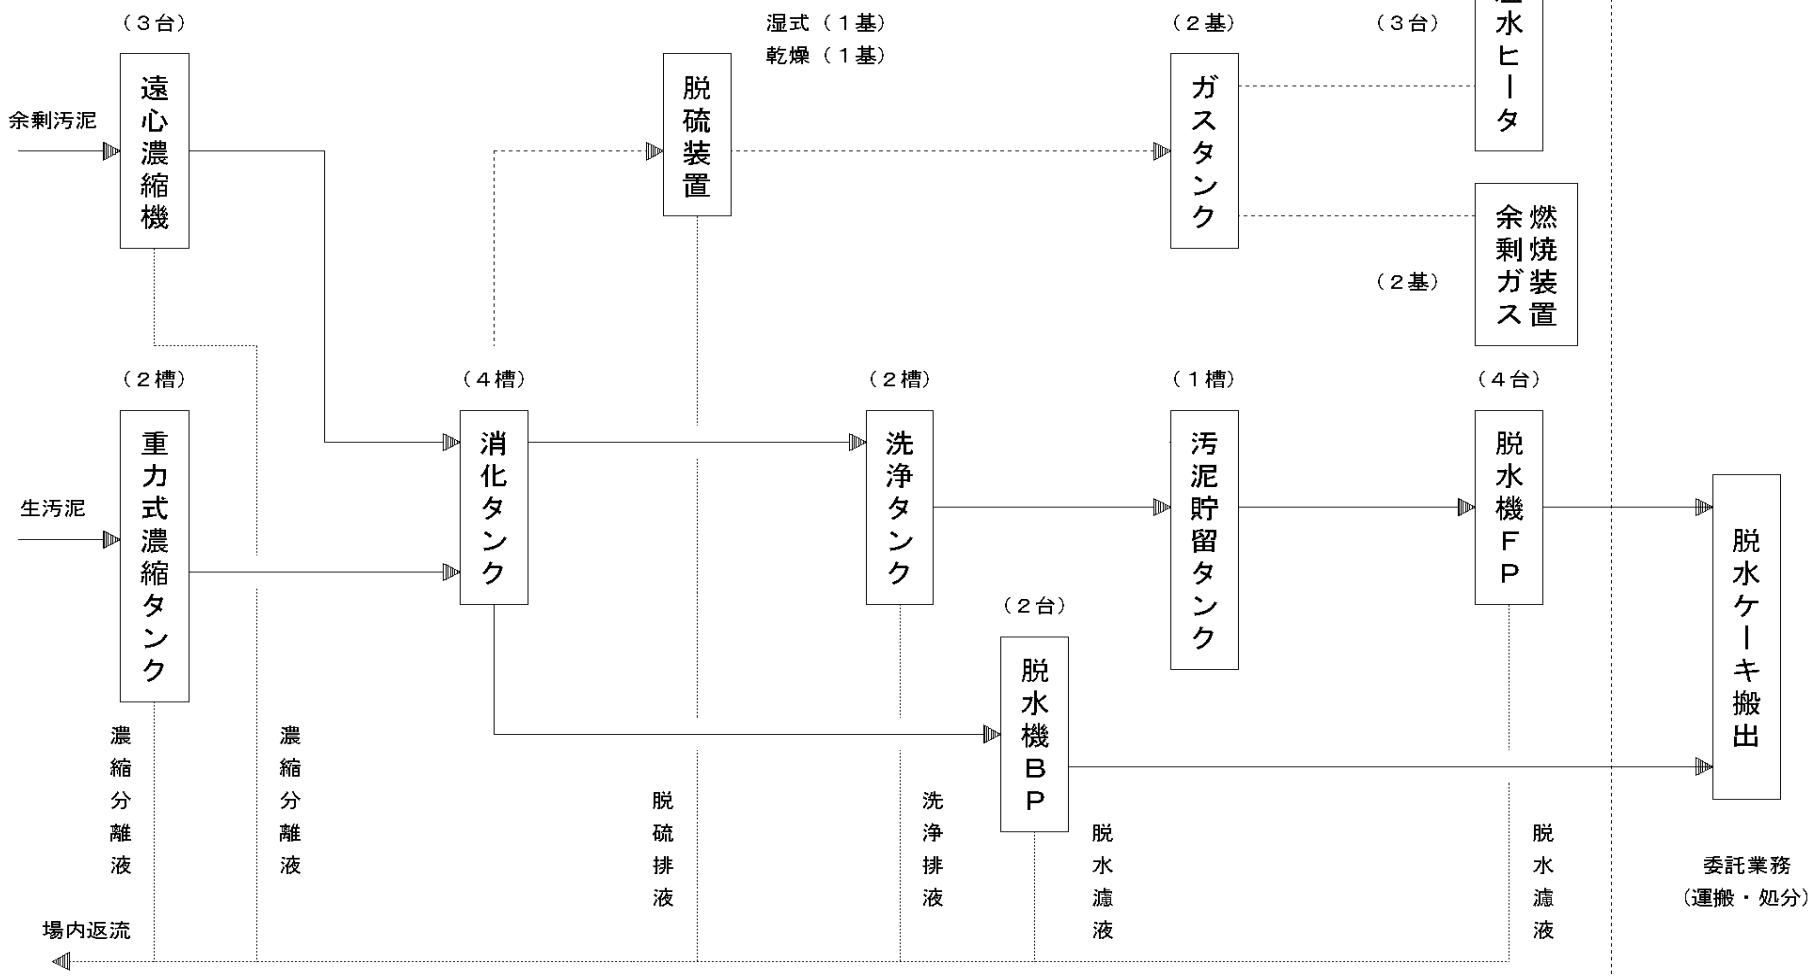 (3台)
湿式(1基)
乾燥(1基)
(2基)
(3台)
水ヒータ
遠心濃縮機
脱硫装置
ガスタンク
余剰汚泥
余剰ガス
燃焼装置
(2基)
(2槽)
(4槽)
(2槽)
(1槽)
(4台)
重力式濃縮タンク
消化タンク
洗浄タンク
汚泥貯留タンク
脱水機FP
生汚泥
脱水ケーキ搬出
(2台)
脱水機BP
濃縮分離液
濃縮分離液
脱硫排液
洗浄排液
脱水濾液
脱水濾液
委託業務
(運搬・処分)
場内返流